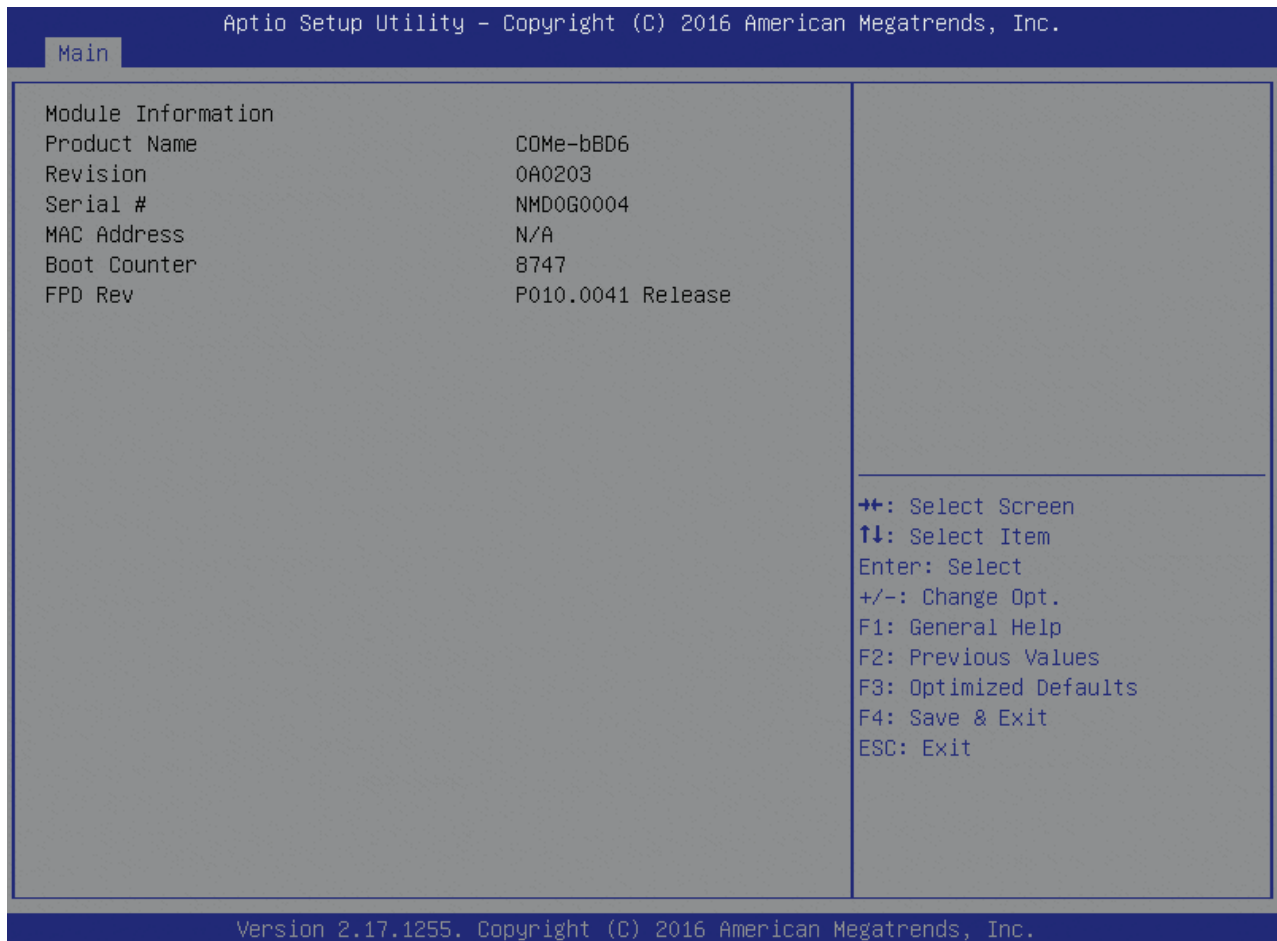 Aptio Setup Utility – Copyright (C) 2016 American Megatrends, Inc.
Main
Module Information
Product Name COMe-bBD6
Revision 0A0203
Serial # NMD0G0004
MAC Address N/A
Boot Counter 8747
FPD Rev P010.0041 Release
→←: Select Screen
↑↓: Select Item
Enter: Select
+/-: Change Opt.
F1: General Help
F2: Previous Values
F3: Optimized Defaults
F4: Save & Exit
ESC: Exit
Version 2.17.1255. Copyright (C) 2016 American Megatrends, Inc.